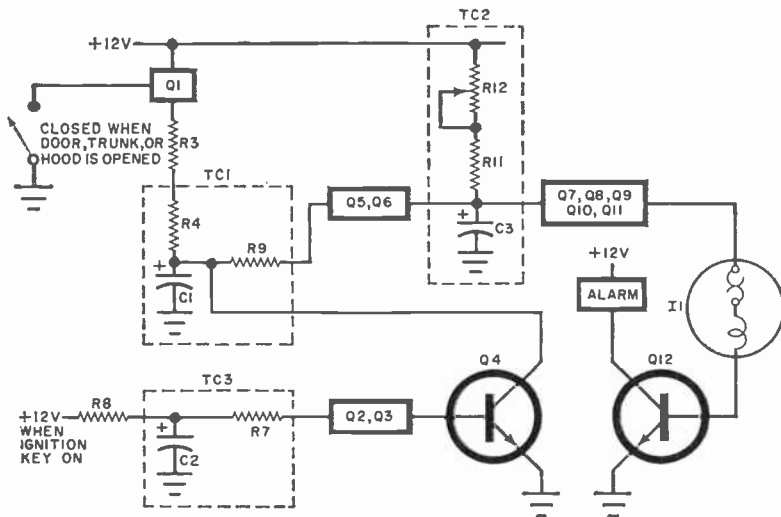 TC2
+12V
Q1
R12
CLOSED WHEN
DOOR, TRUNK, OR
HOOD IS OPENED
R3
R11
TC1
R4
Q5, Q6
Q7, Q8, Q9
Q10, Q11
+
C3
R9
+
C1
+12V
ALARM
I1
Q4
Q12
TC3
R8
+12V
WHEN
IGNITION
KEY ON
R7
Q2, Q3
+
C2